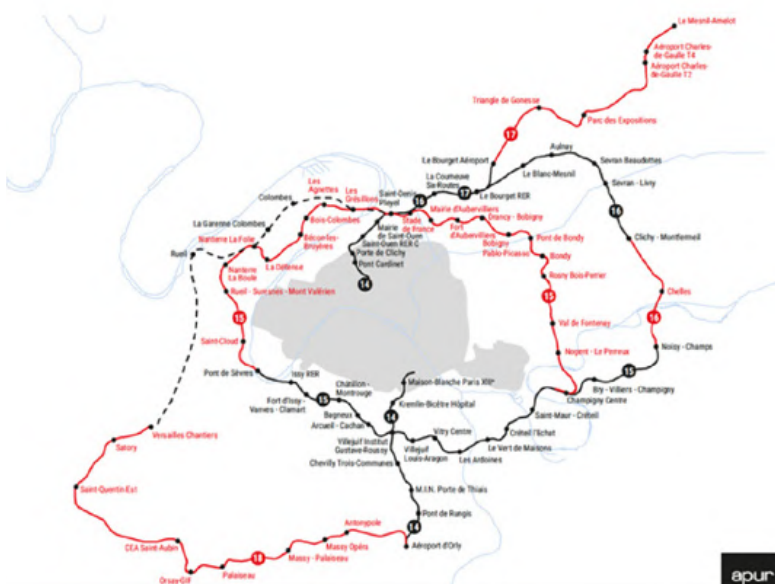 Le Mesnil-Amelot
Aéroport Charles-
de-Gaulle T4
Aéroport Charles-
de-Gaulle T2
Triangle de Gonesse
17
Parc des Expositions
Le Bourget Aéroport
Aulnay
La Courneuve
Six-Routes
Le Blanc-Mesnil
Sevran Beaudottes
Sevran - Livry
Les
Agnettes
Les
Grésillons
Saint-Denis
Pleyel
16
17
Le Bourget RER
16
Colombes
Bois-Colombes
Stade
de France
Mairie d'Aubervilliers
Drancy - Bobigny
Clichy - Montfermeil
La Garenne Colombes
Bécon-les-
Bruyères
Mairie
de Saint-Ouen
Fort
d'Aubervilliers
Pont de Bondy
Nanterre La Folie
Saint-Ouen RER C
Bobigny
Pablo-Picasso
Rueil
La Défense
Porte de Clichy
Bondy
Nanterre
La Boule
Pont Cardinet
Rosny Bois-Perrier
14
Chelles
Rueil - Suresnes - Mont Valérien
15
15
16
Val de Fontenay
Saint-Cloud
Noisy - Champs
Nogent - Le Perreux
Pont de Sèvres
Issy RER
Maison-Blanche Paris XIIIe
15
Bry - Villiers - Champigny
Châtillon -
Montrouge
15
Fort d'Issy -
Vanves - Clamart
Kremlin-Bicêtre Hôpital
Champigny Centre
14
Bagneux
Saint-Maur - Créteil
Arcueil - Cachan
Vitry Centre
Créteil l'Echat
Versailles Chantiers
Villejuif Institut
Gustave-Roussy
Villejuif
Louis-Aragon
Le Vert de Maisons
Les Ardoines
Satory
Chevilly Trois-Communes
Saint-Quentin Est
M.I.N. Porte de Thiais
Pont de Rungis
Antonypole
14
CEA Saint-Aubin
Massy Opéra
Aéroport d'Orly
18
Massy - Palaiseau
Palaiseau
Orsay-Gif
apur